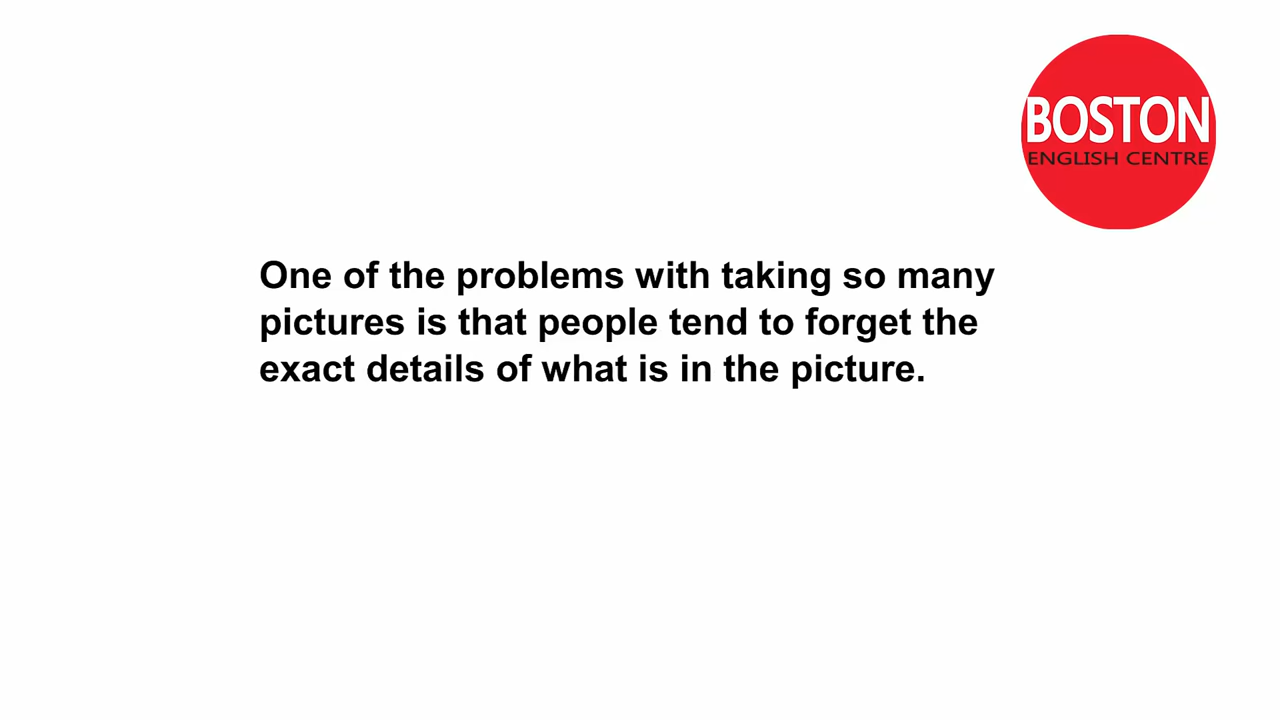 BOSTON
ENGLISH CENTRE
One of the problems with taking so many
pictures is that people tend to forget the
exact details of what is in the picture.